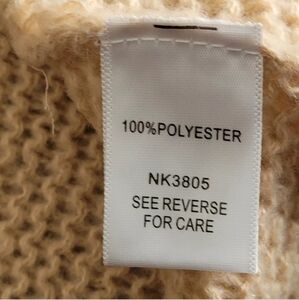 100%POLYESTER
NK3805
SEE REVERSE
FOR CARE